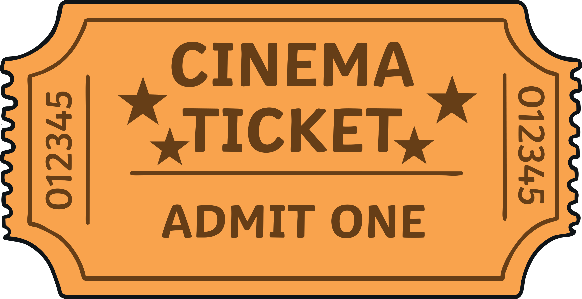 012345
CINEMA
TICKET
ADMIT ONE
012345